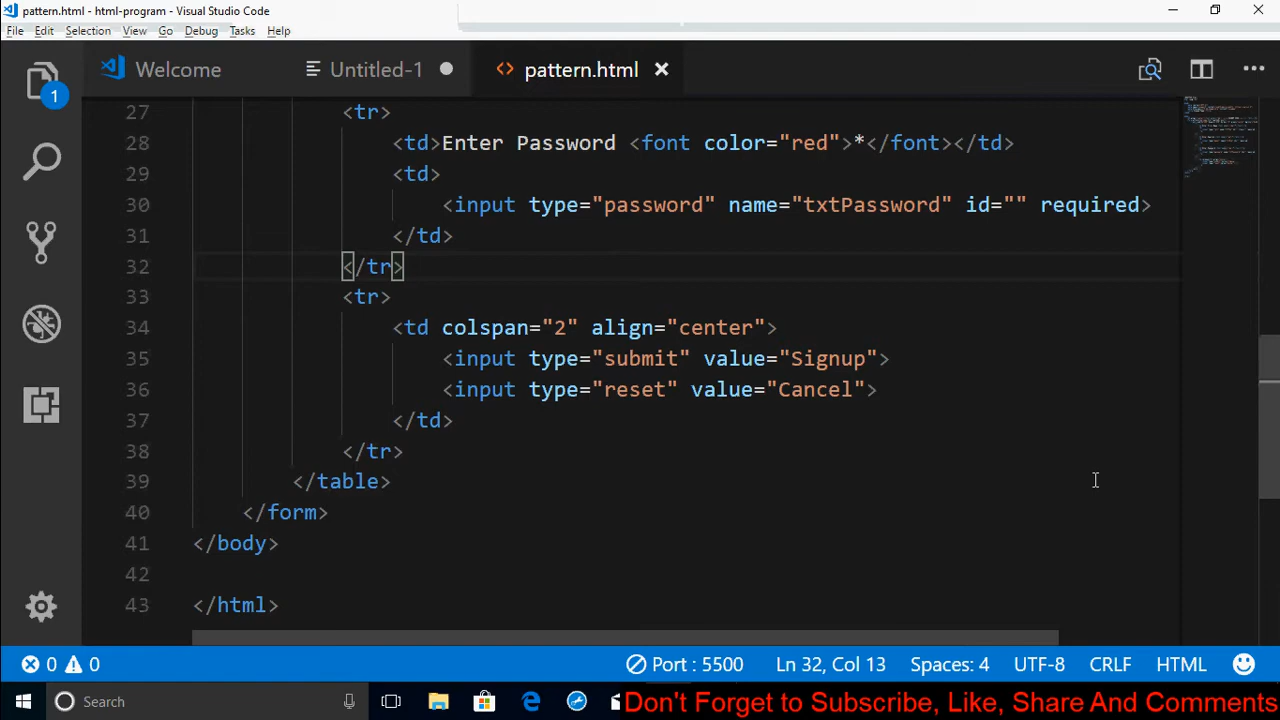 pattern.html - html-program - Visual Studio Code
File Edit Selection View Go Debug Tasks Help
1
Welcome Untitled-1 pattern.html
27 <tr>
28 <td>Enter Password <font color="red">*</font></td>
29 <td>
30 <input type="password" name="txtPassword" id="" required>
31 </td>
32 </tr>
33 <tr>
34 <td colspan="2" align="center">
35 <input type="submit" value="Signup">
36 <input type="reset" value="Cancel">
37 </td>
38 </tr>
39 </table>
40 </form>
41 </body>
42
43 </html>
0 0 Port : 5500 Ln 32, Col 13 Spaces: 4 UTF-8 CRLF HTML
Search
Don't Forget to Subscribe, Like, Share And Comments